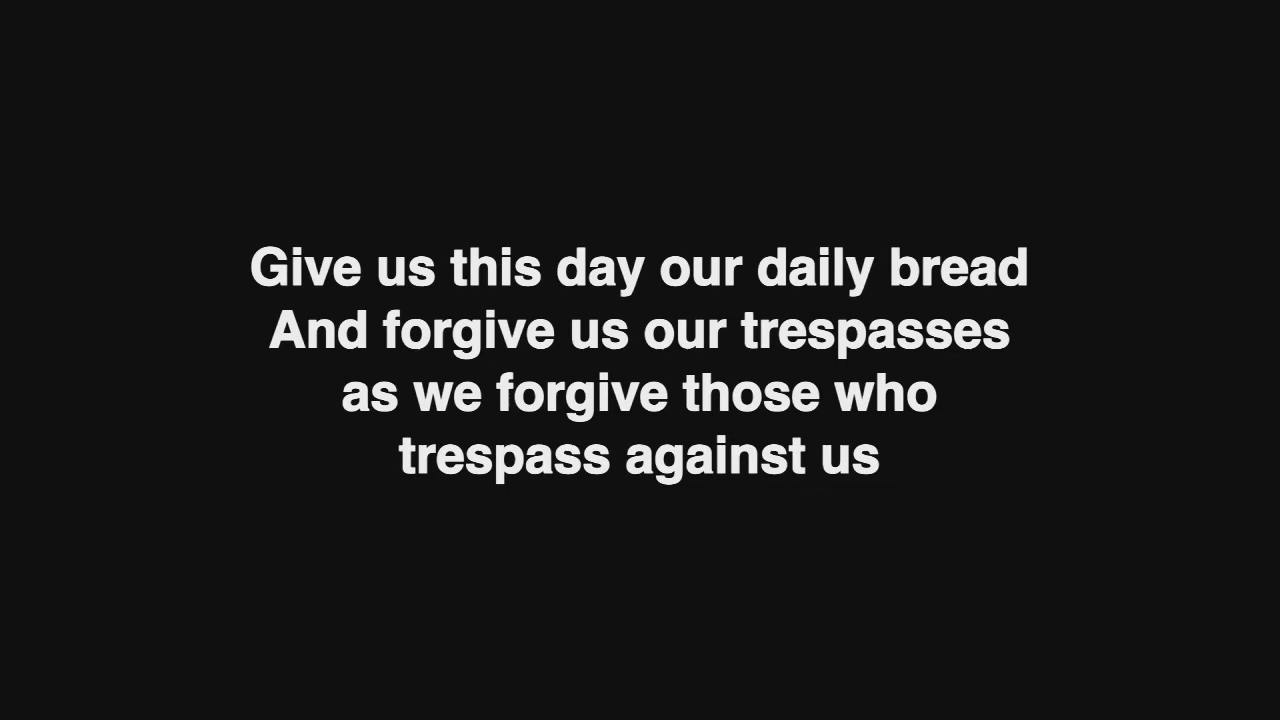 Give us this day our daily bread
And forgive us our trespasses
as we forgive those who
trespass against us